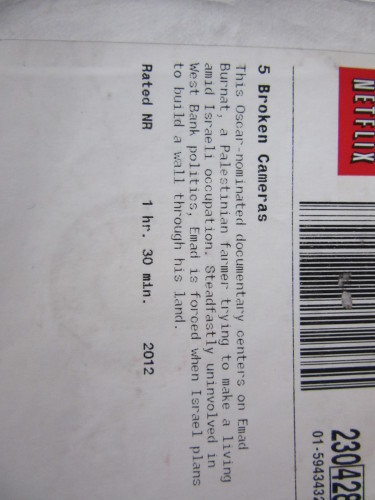 5 Broken Cameras
This Oscar-nominated documentary centers on Emad
Burnat, a Palestinian farmer trying to make a living
amid Israeli occupation. Steadfastly uninvolved in
West Bank politics, Emad is forced when Israel plans
to build a wall through his land.
Rated NR 1 hr. 30 min. 2012
NETFLIX